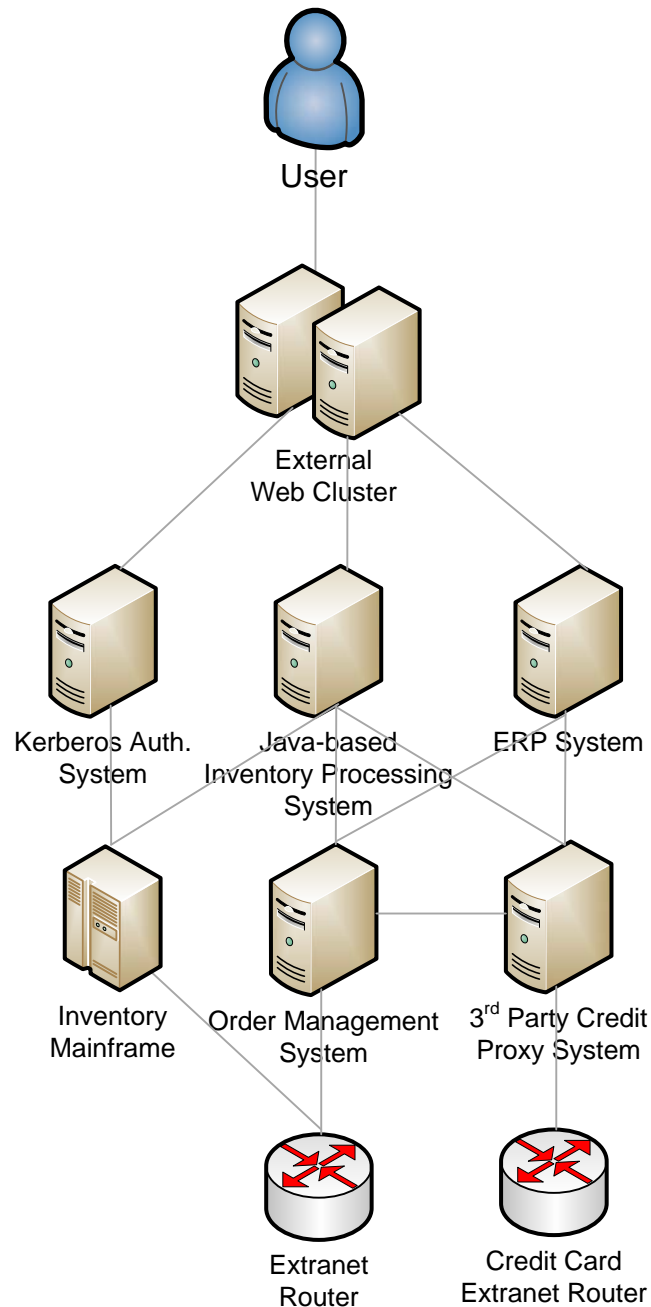 User
External
Web Cluster
Kerberos Auth.
System
Java-based
Inventory Processing
System
ERP System
Inventory
Mainframe
Order Management
System
3rd Party Credit
Proxy System
Extranet
Router
Credit Card
Extranet Router